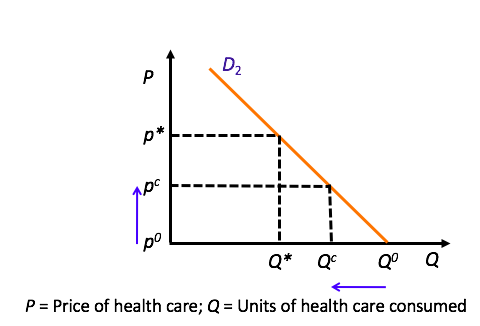 D₂
P
p*
pᶜ
p⁰
Q* Qᶜ Q⁰ Q
P = Price of health care; Q = Units of health care consumed